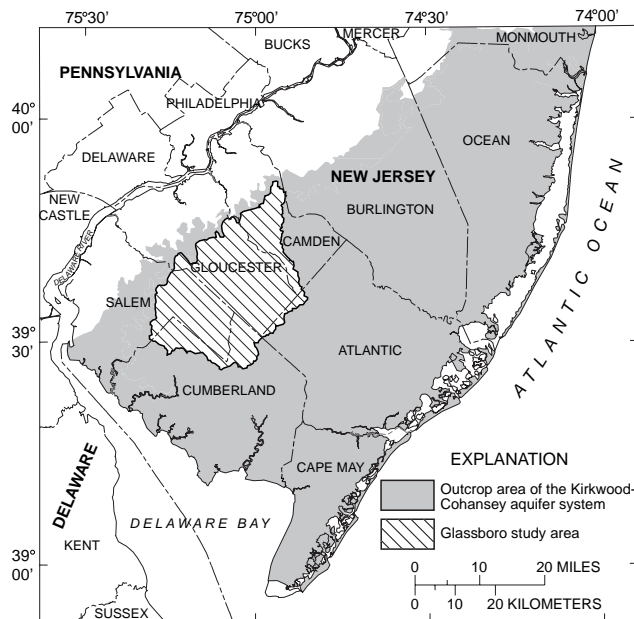 75°30'
75°00'
74°30'
74°00'
MERCER
BUCKS
MONMOUTH
PENNSYLVANIA
PHILADELPHIA
40°
00'
OCEAN
DELAWARE
NEW JERSEY
NEW
CASTLE
BURLINGTON
CAMDEN
DELAWARE RIVER
GLOUCESTER
ATLANTIC OCEAN
SALEM
39°
30'
ATLANTIC
CUMBERLAND
CAPE MAY
EXPLANATION
Outcrop area of the Kirkwood-
Cohansey aquifer system
Glassboro study area
DELAWARE
DELAWARE BAY
KENT
39°
00'
0 10 20 MILES
0 10 20 KILOMETERS
SUSSEX